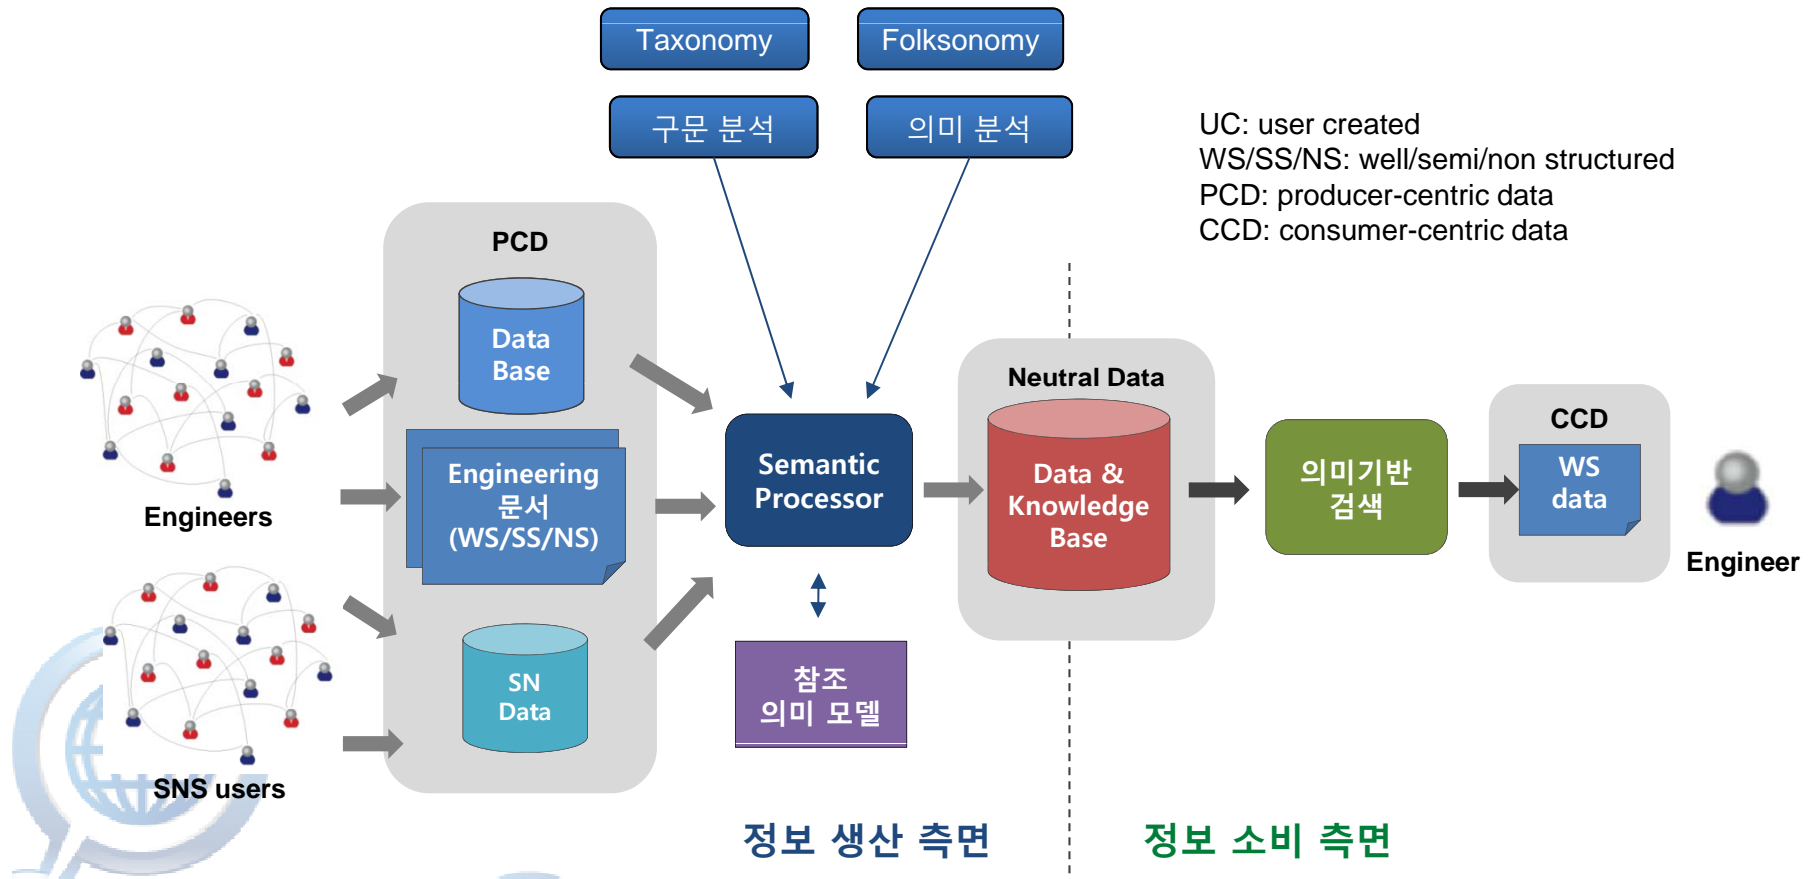 Taxonomy
Folksonomy
구문 분석
의미 분석
UC: user created
WS/SS/NS: well/semi/non structured
PCD: producer-centric data
CCD: consumer-centric data
PCD
Data
Base
Engineering
문서
(WS/SS/NS)
SN
Data
Engineers
SNS users
Semantic
Processor
참조
의미 모델
Neutral Data
Data &
Knowledge
Base
의미기반
검색
CCD
WS
data
Engineer
정보 생산 측면
정보 소비 측면